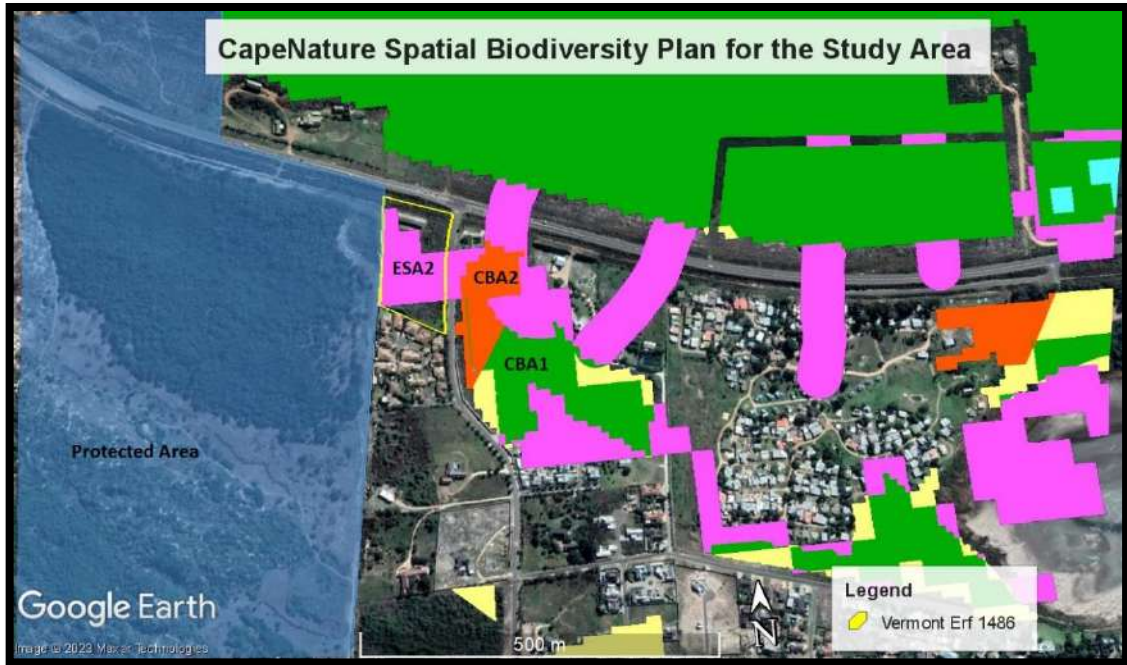 CapeNature Spatial Biodiversity Plan for the Study Area
ESA2
CBA2
CBA1
Protected Area
Google Earth
Image © 2023 Maxar Technologies
500 m
N
Legend
Vermont Erf 1486